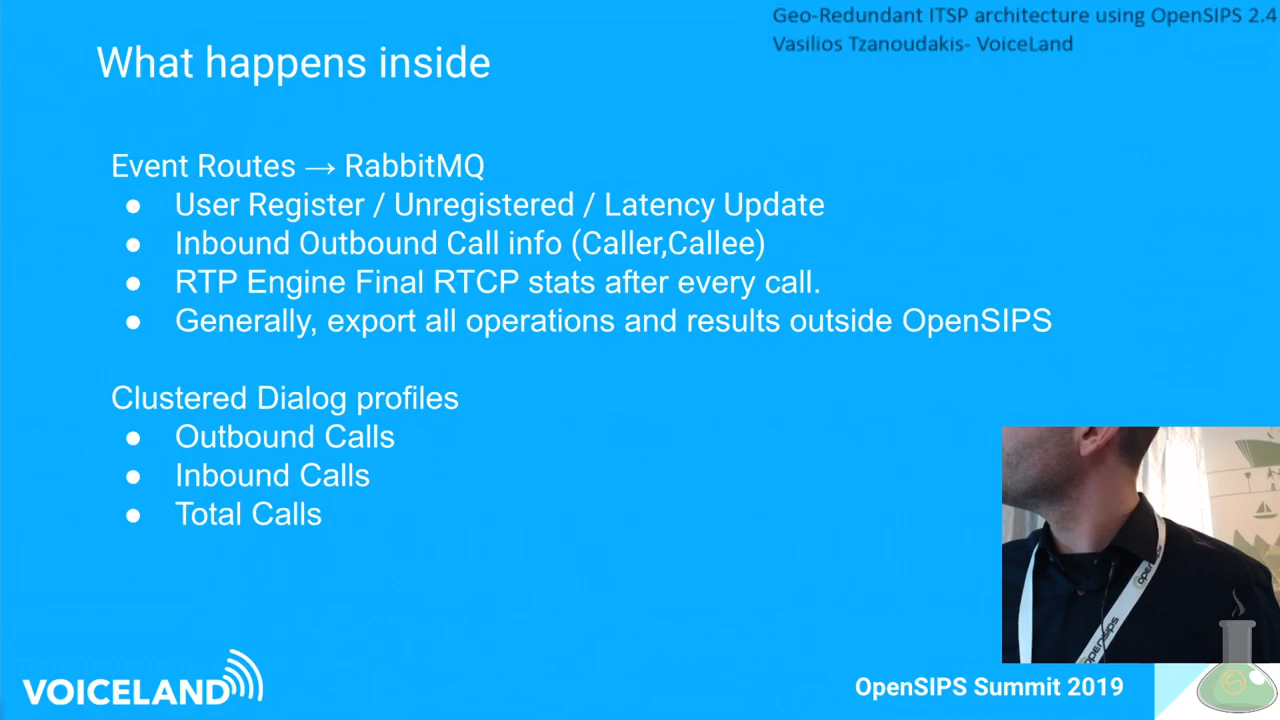 Geo-Redundant ITSP architecture using OpenSIPS 2.4
Vasilios Tzanoudakis- VoiceLand
What happens inside
Event Routes → RabbitMQ
● User Register / Unregistered / Latency Update
● Inbound Outbound Call info (Caller,Callee)
● RTP Engine Final RTCP stats after every call.
● Generally, export all operations and results outside OpenSIPS
Clustered Dialog profiles
● Outbound Calls
● Inbound Calls
● Total Calls
opensips
opensips
VOICELAND
OpenSIPS Summit 2019